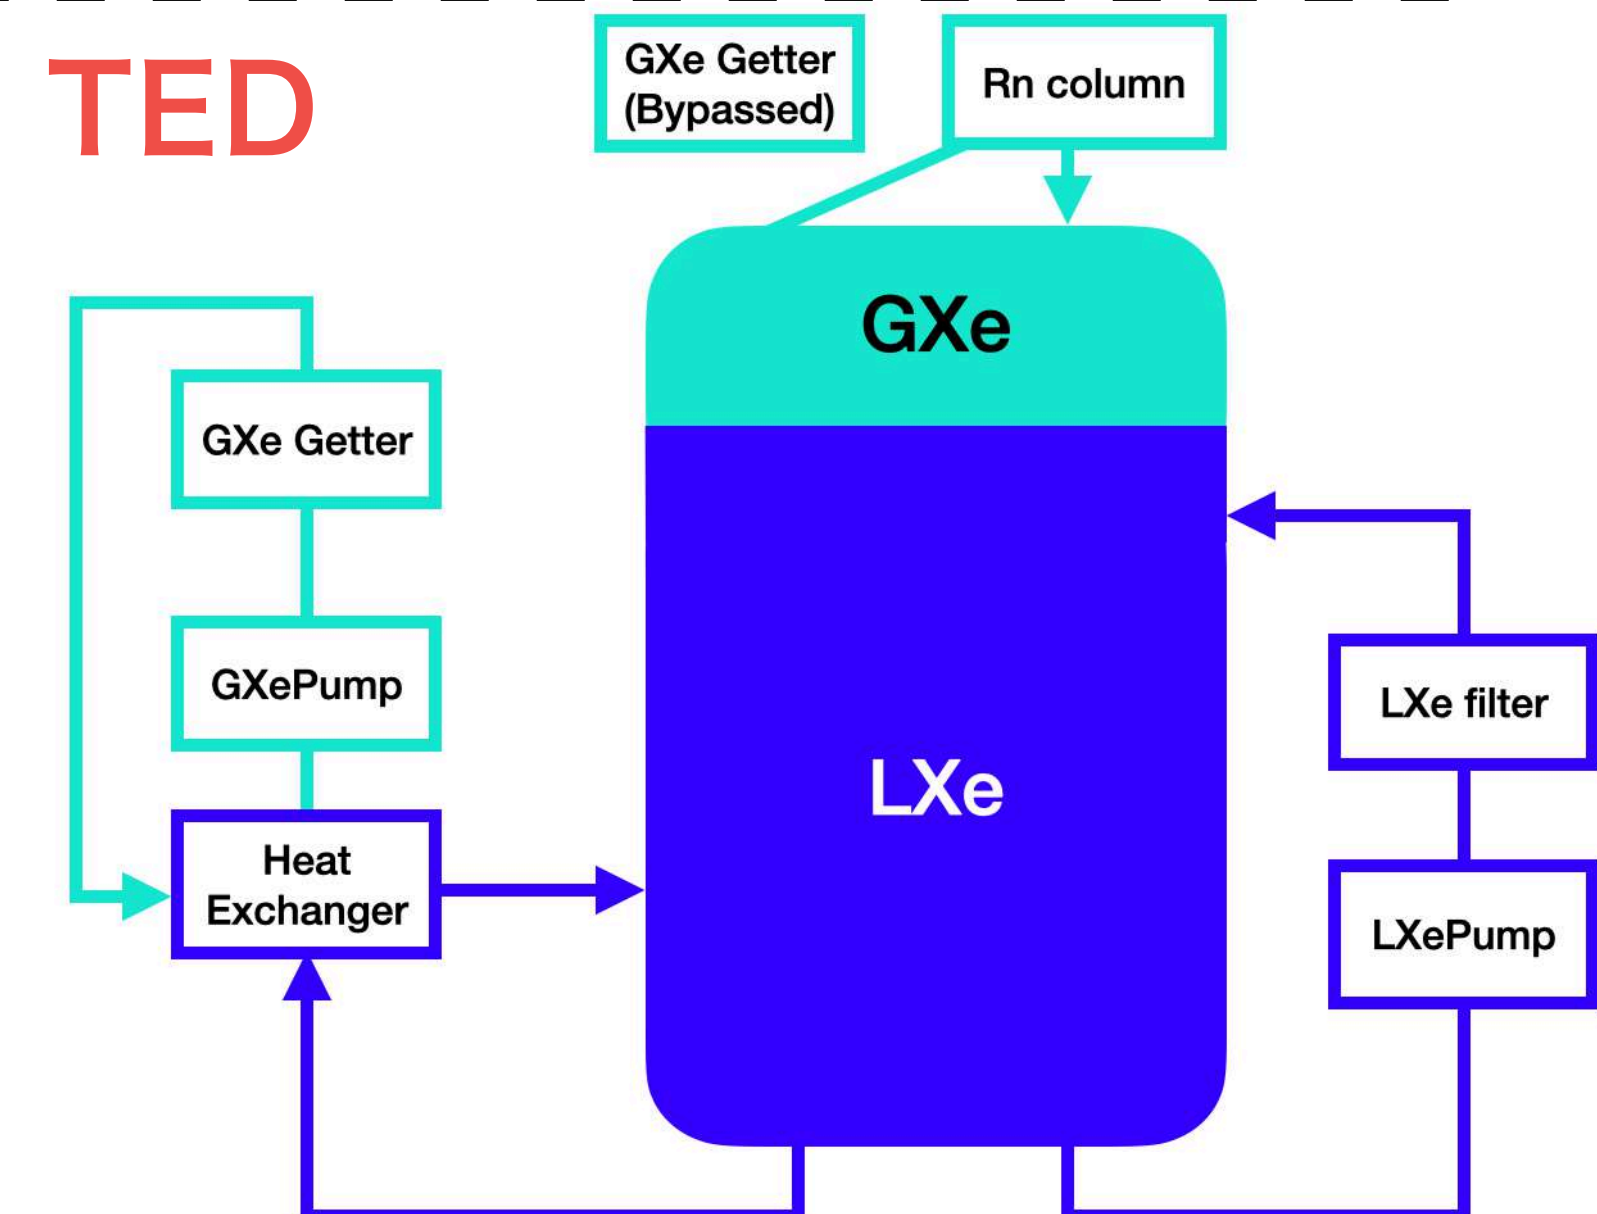 TED
GXe Getter
(Bypassed)
Rn column
GXe
GXe Getter
GXePump
LXe filter
LXe
Heat
Exchanger
LXePump